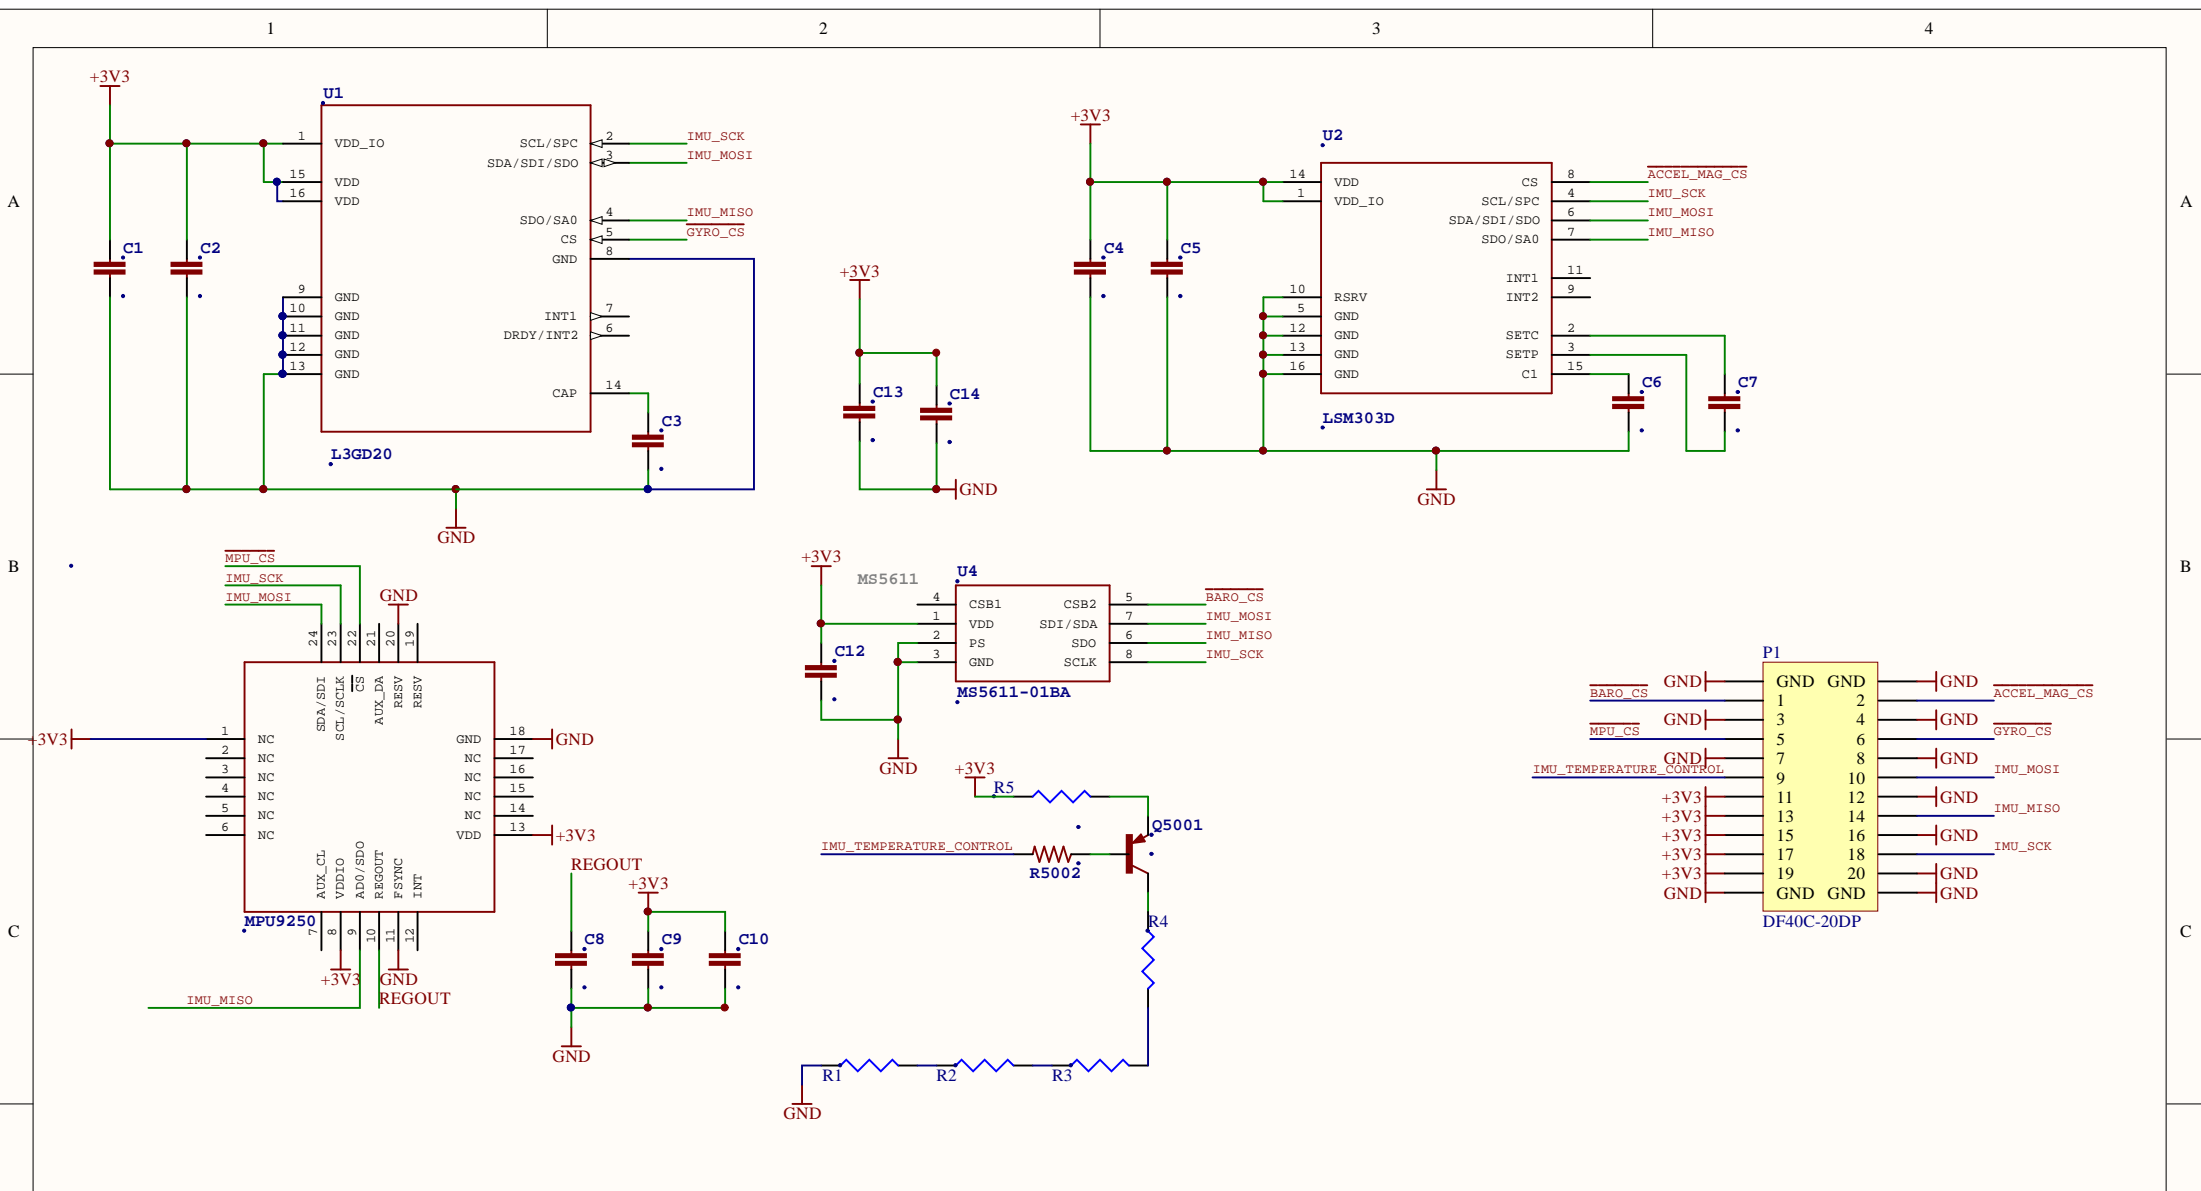 1 2 3 4
A A
B B
C C
+3V3
U1
1 VDD_IO
15 VDD
16 VDD
9 GND
10 GND
11 GND
12 GND
13 GND
SCL/SPC 2 IMU_SCK
SDA/SDI/SDO 3 IMU_MOSI
SDO/SA0 4 IMU_MISO
CS 5 GYRO_CS
GND 8
INT1 7
DRDY/INT2 6
CAP 14
C1 C2
C3
L3GD20
GND
+3V3
C13 C14
GND
+3V3
U2
14 VDD
1 VDD_IO
10 RSRV
5 GND
12 GND
13 GND
16 GND
CS 8 ACCEL_MAG_CS
SCL/SPC 4 IMU_SCK
SDA/SDI/SDO 6 IMU_MOSI
SDO/SA0 7 IMU_MISO
INT1 11
INT2 9
SETC 2
SETP 3
C1 15
C4 C5
C6 C7
LSM303D
GND
MPU_CS
IMU_SCK
IMU_MOSI
GND
24 23 22 21 20 19
SDA/SDI SCL/SCLK CS AUX_DA RESV RESV
+3V3 1 NC
2 NC
3 NC
4 NC
5 NC
6 NC
GND 18 GND
NC 17
NC 16
NC 15
NC 14
VDD 13 +3V3
AUX_CL VDDIO AD0/SDO REGOUT FSYNC INT
7 8 9 10 11 12
MPU9250
+3V3 GND
IMU_MISO REGOUT
REGOUT
+3V3
C8 C9 C10
GND
+3V3
MS5611
U4
4 CSB1
1 VDD
2 PS
3 GND
CSB2 5 BARO_CS
SDI/SDA 7 IMU_MOSI
SDO 6 IMU_MISO
SCLK 8 IMU_SCK
C12
MS5611-01BA
GND
+3V3
R5
Q5001
IMU_TEMPERATURE_CONTROL
R5002
R4
R1 R2 R3
GND
P1
GND GND GND GND
BARO_CS 1 2 ACCEL_MAG_CS
GND 3 4 GND
MPU_CS 5 6 GYRO_CS
GND 7 8 GND
IMU_TEMPERATURE_CONTROL 9 10 IMU_MOSI
+3V3 11 12 GND
+3V3 13 14 IMU_MISO
+3V3 15 16 GND
+3V3 17 18 IMU_SCK
+3V3 19 20 GND
GND GND GND GND
DF40C-20DP